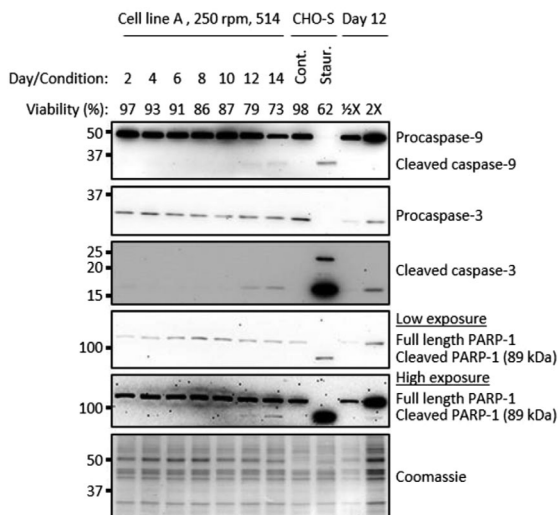 Cell line A , 250 rpm, 514 CHO-S Day 12
Day/Condition: 2 4 6 8 10 12 14 Cont. Staur.
Viability (%): 97 93 91 86 87 79 73 98 62 ½X 2X
50 Procaspase-9
37 Cleaved caspase-9
37
Procaspase-3
25
20 Cleaved caspase-3
15
Low exposure
Full length PARP-1
100 Cleaved PARP-1 (89 kDa)
High exposure
Full length PARP-1
100 Cleaved PARP-1 (89 kDa)
50
Coomassie
37